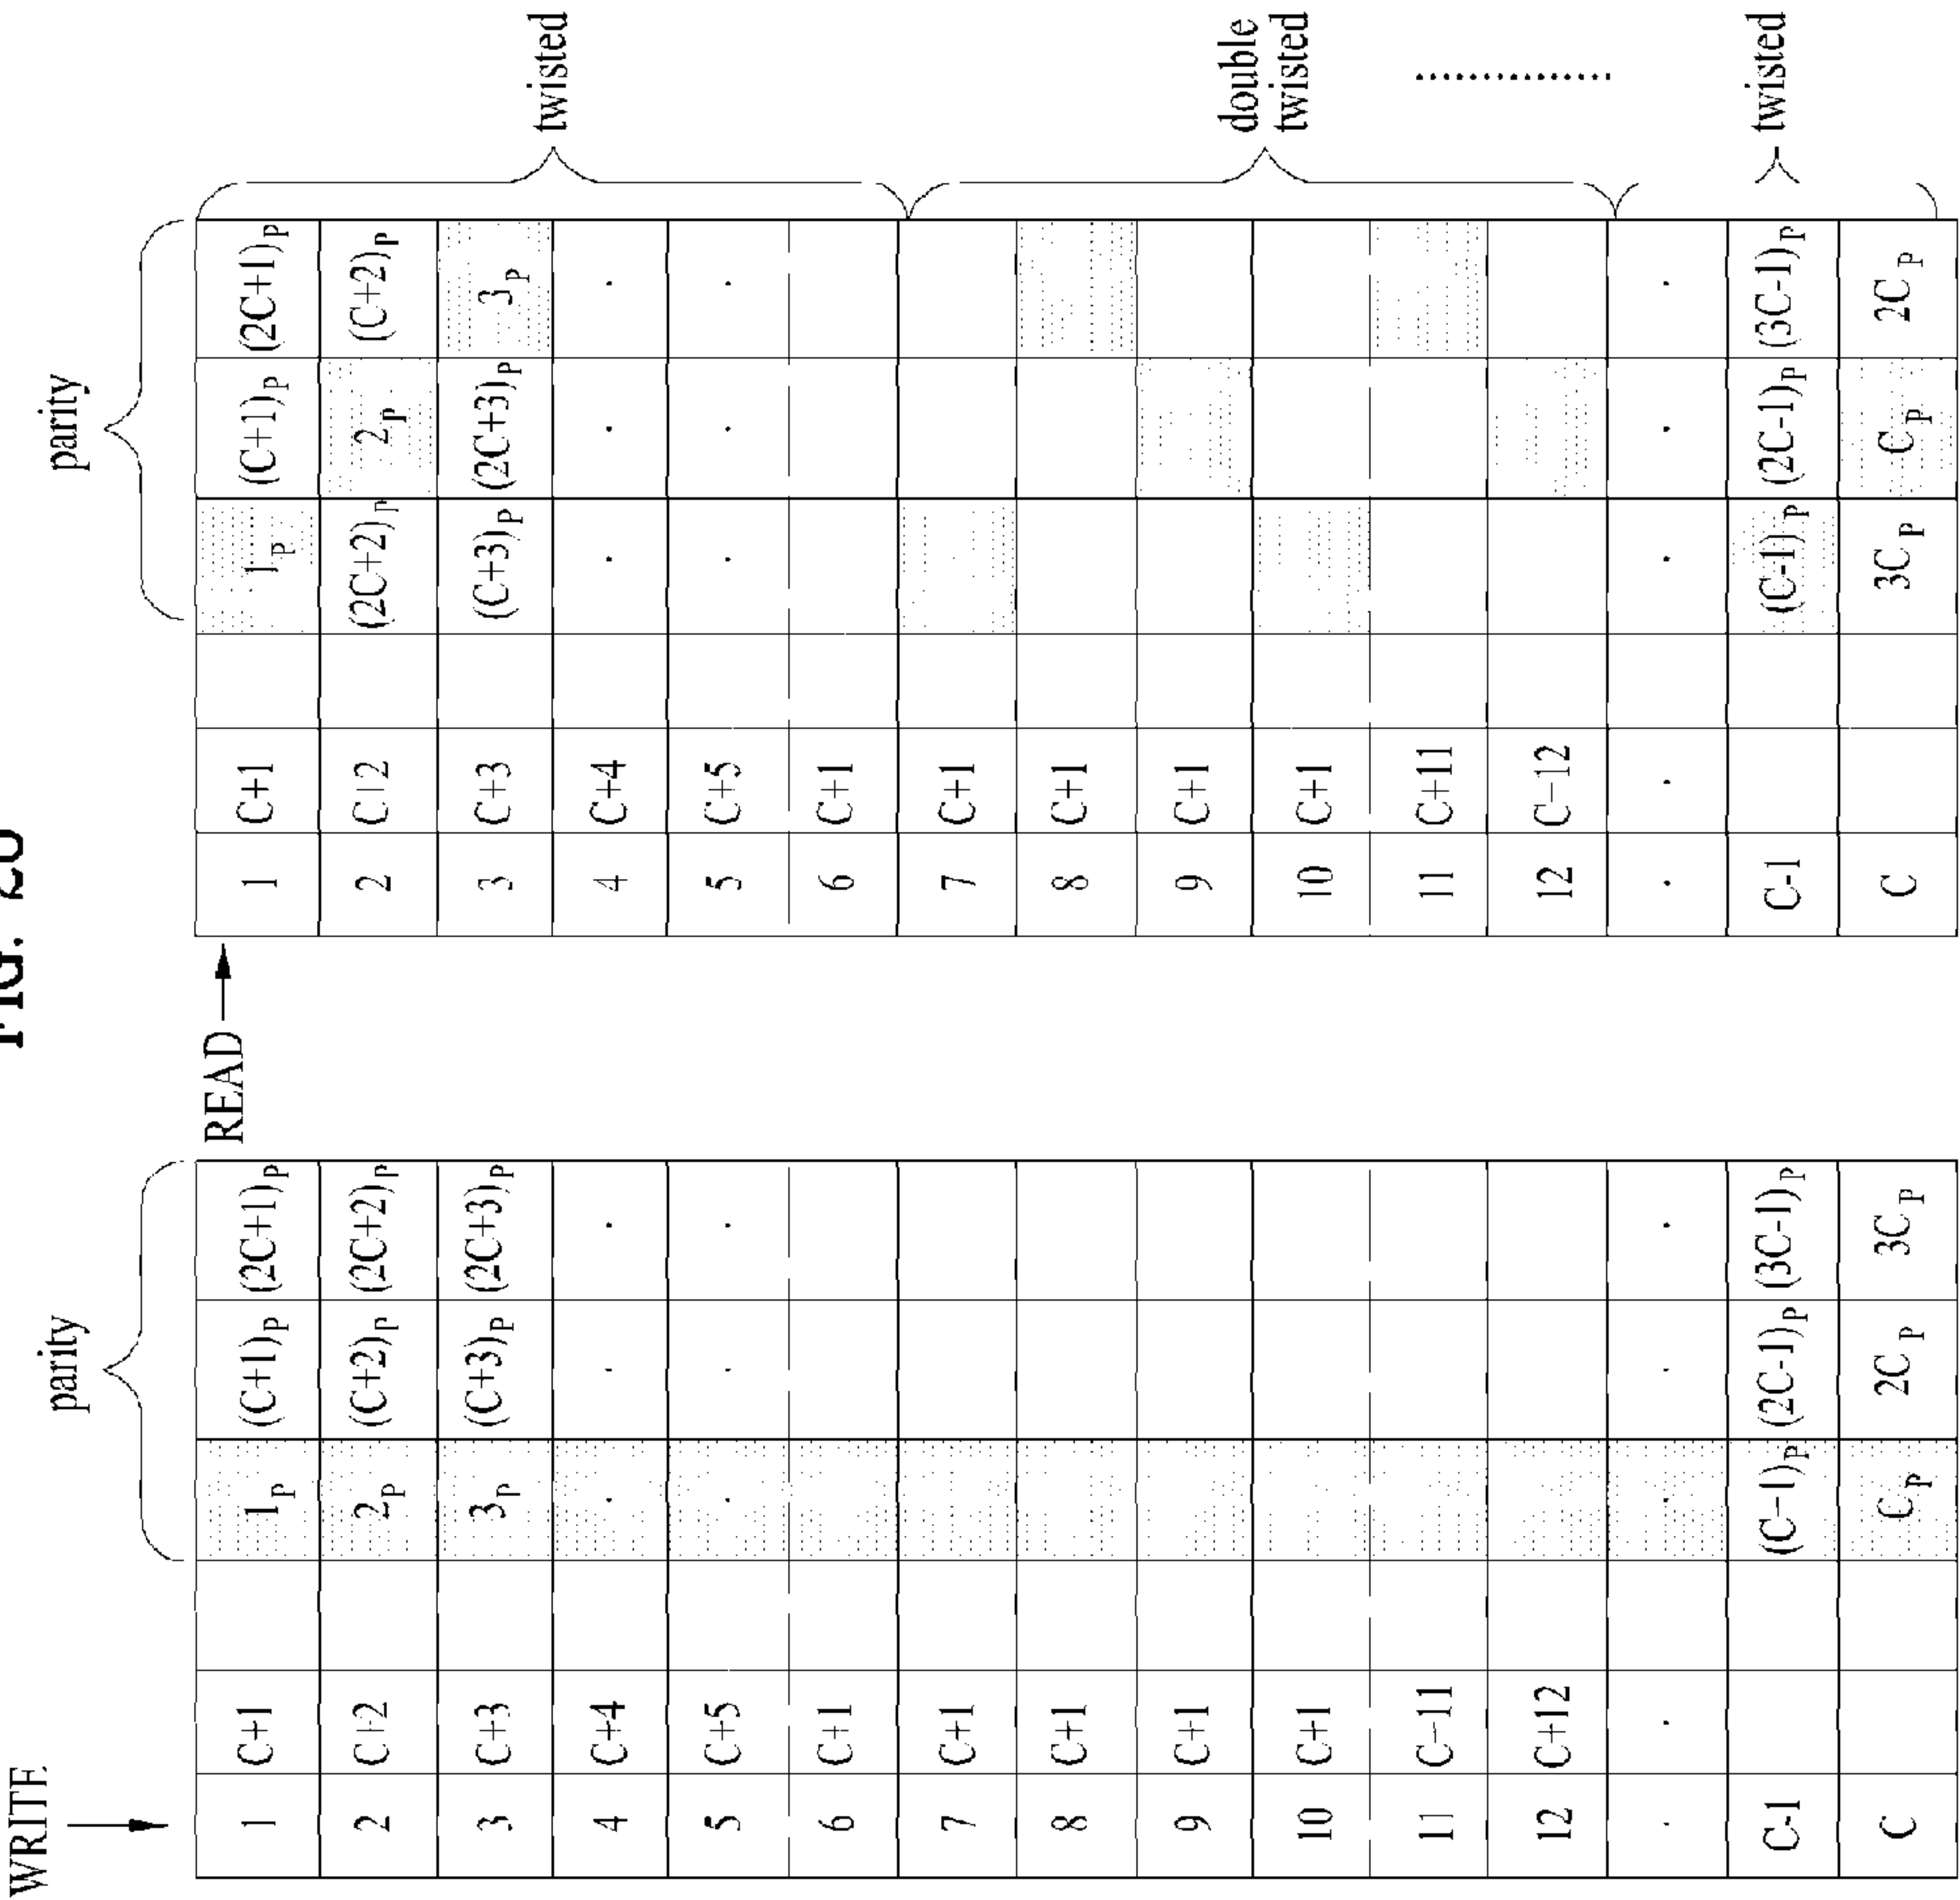 FIG. 20
WRITE
parity
parity
READ
1 C+1 1P (C+1)P (2C+1)P
2 C+2 2P (C+2)P (2C+2)P
3 C+3 3P (C+3)P (2C+3)P
4 C+4 . . .
5 C+5 . . .
6 C+1
7 C+1
8 C+1
9 C+1
10 C+1
11 C-11
12 C+12
. . . . .
C-1 (C-1)P (2C-1)P (3C-1)P
C CP 2CP 3CP
1 C+1 1P (C+1)P (2C+1)P
2 C+2 (2C+2)P 2P (C+2)P
3 C+3 (C+3)P (2C+3)P 3P
4 C+4 . . .
5 C+5 . . .
6 C+1
7 C+1
8 C+1
9 C+1
10 C+1
11 C+11
12 C-12
. . . . .
C-1 (C-1)P (2C-1)P (3C-1)P
C 3CP CP 2CP
twisted
double
twisted
twisted